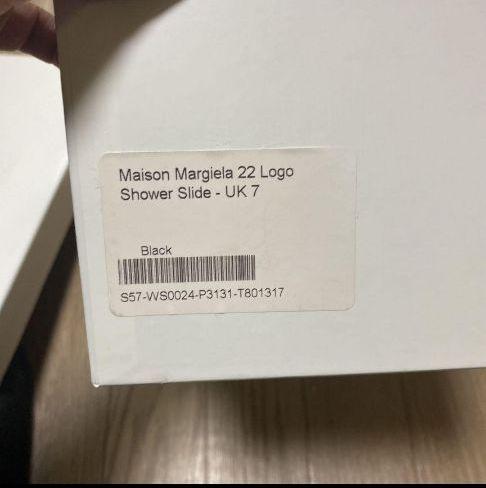 Maison Margiela 22 Logo
Shower Slide - UK 7
Black
S57-WS0024-P3131-T801317